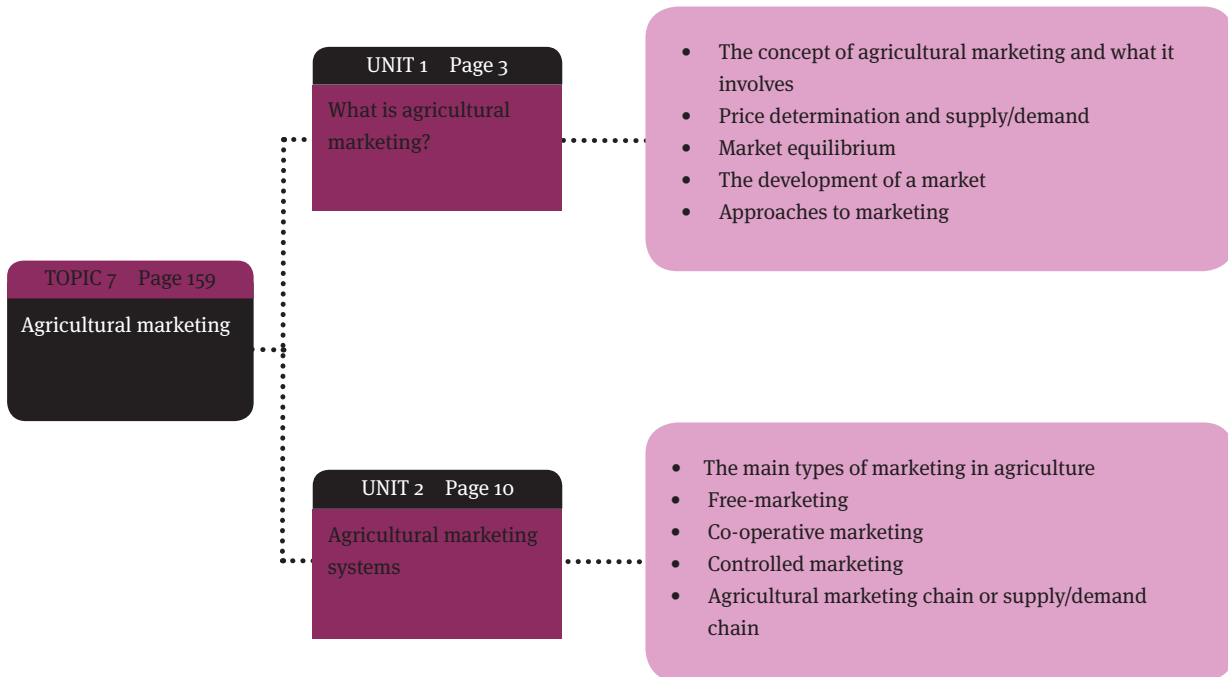 UNIT 1 Page 3
What is agricultural
marketing?
• The concept of agricultural marketing and what it
involves
• Price determination and supply/demand
• Market equilibrium
• The development of a market
• Approaches to marketing
TOPIC 7 Page 159
Agricultural marketing
UNIT 2 Page 10
Agricultural marketing
systems
• The main types of marketing in agriculture
• Free-marketing
• Co-operative marketing
• Controlled marketing
• Agricultural marketing chain or supply/demand
chain